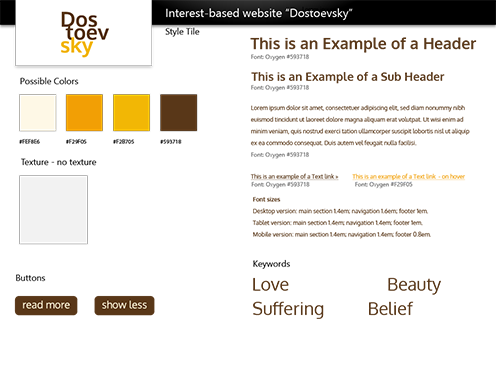 Dos
toev
sky
Interest-based website "Dostoevsky"
Style Tile
Possible Colors
#FEF8E6
#F29F05
#F2B705
#593718
Texture - no texture
Buttons
read more
show less
This is an Example of a Header
Font: Oxygen #593718
This is an Example of a Sub Header
Font: Oxygen #593718
Lorem ipsum dolor sit amet, consectetuer adipiscing elit, sed diam nonummy nibh
euismod tincidunt ut laoreet dolore magna aliquam erat volutpat. Ut wisi enim ad
minim veniam, quis nostrud exerci tation ullamcorper suscipit lobortis nisl ut aliquip
ex ea commodo consequat. Duis autem vel feugait nulla facilisi.
Font: Oxygen #593718
This is an example of a Text link »
Font: Oxygen #593718
This is an example of a Text link - on hover
Font: Oxygen #F29F05
Font sizes
Desktop version: main section 1.4em; navigation 1.6em; footer 1em.
Tablet version: main section 1.4em; navigation 1.4em; footer 1em.
Mobile version: main section 1.4em; navigation 1.4em; footer 0.8em.
Keywords
Love
Beauty
Suffering
Belief